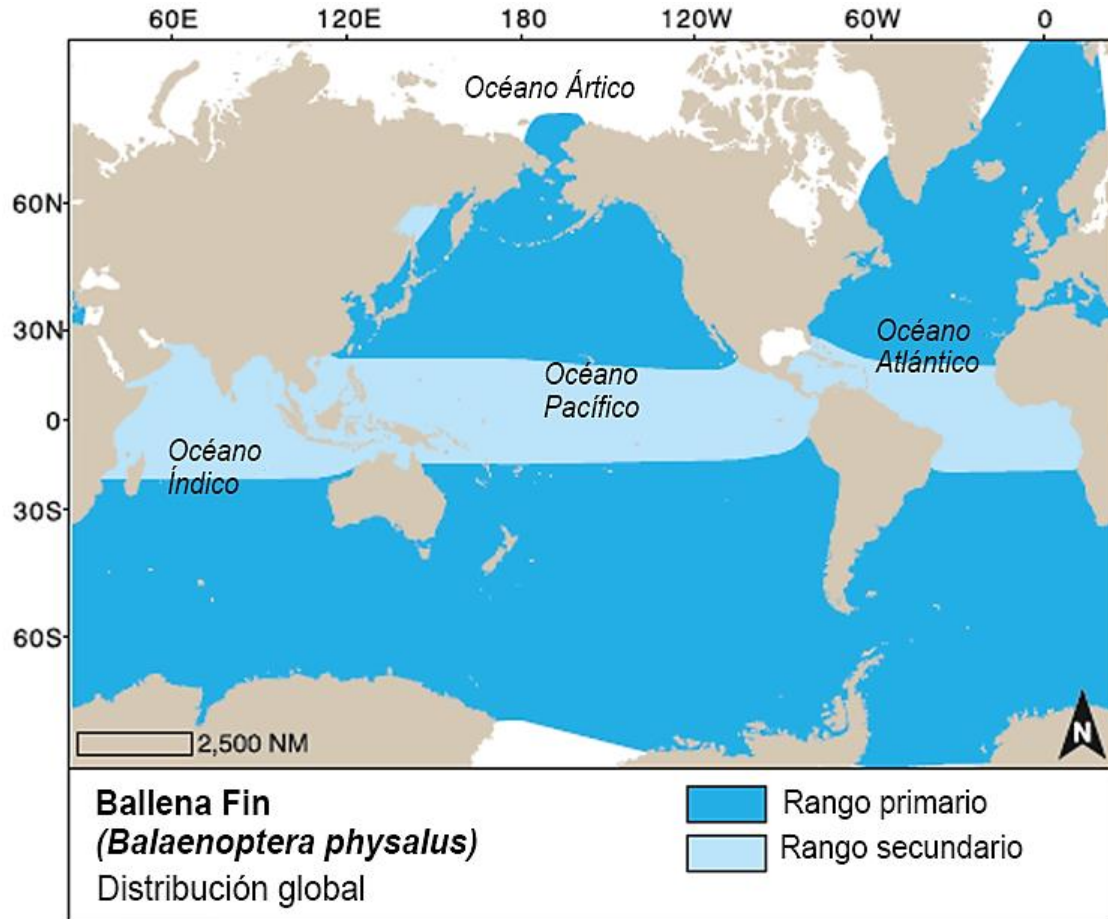 60E 120E 180 120W 60W 0
Océano Ártico
60N
30N
Océano
Atlántico
Océano
Pacífico
0
Océano
Índico
30S
60S
2,500 NM
N
Ballena Fin
(Balaenoptera physalus)
Distribución global
Rango primario
Rango secundario